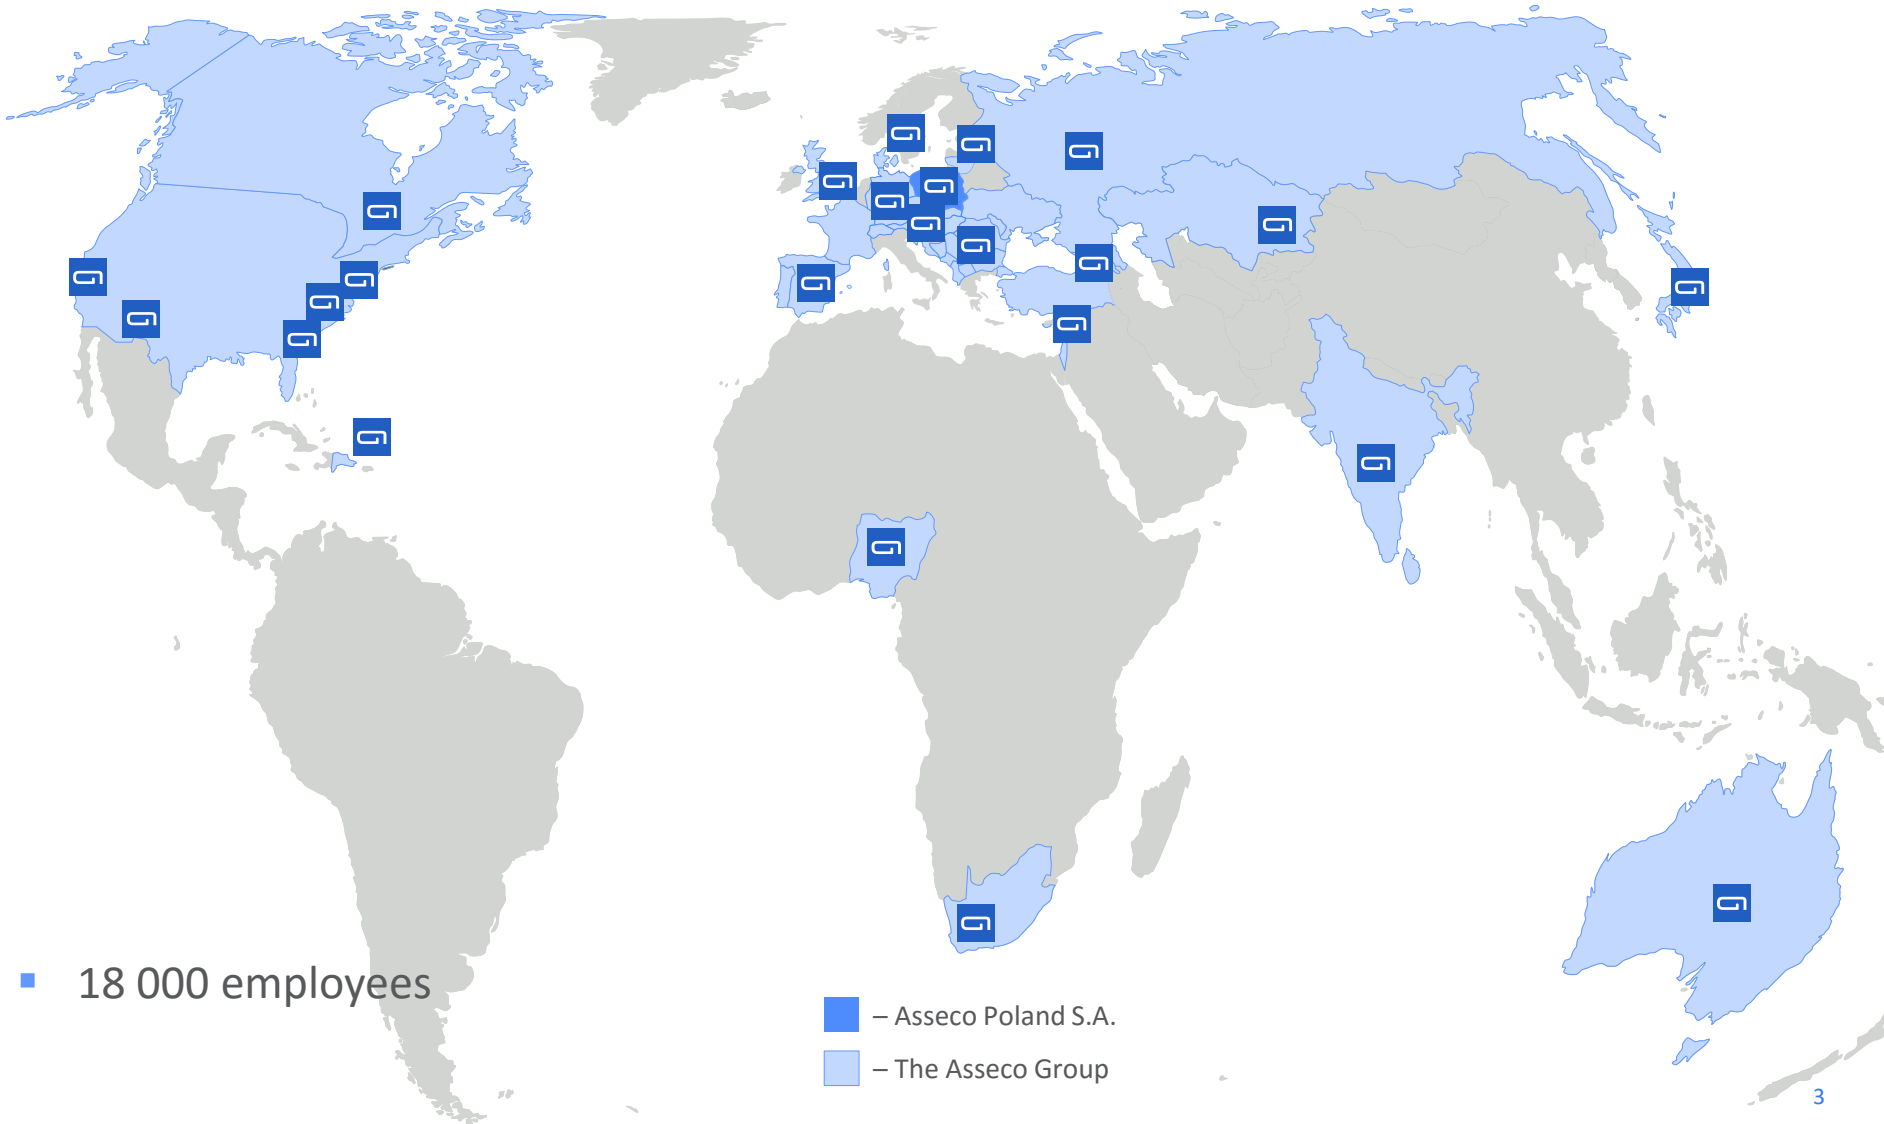 ▪ 18 000 employees
– Asseco Poland S.A.
– The Asseco Group
3